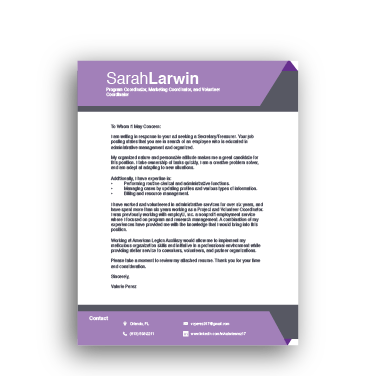 SarahLarwin
Program Coordinator, Marketing Coordinator, and Volunteer
Coordinator
To Whom It May Concern:
I am writing in response to your ad seeking a Secretary/Treasurer. Your job
posting states that you are in search of an employee who is educated in
administrative management and organized.
My organized nature and personable attitude makes me a great candidate for
this position. I take ownership of tasks quickly, I am a creative problem solver,
and am adept at adapting to new situations.
Additionally, I have expertise in:
• Performing routine clerical and administrative functions.
• Managing cases by updating profiles and various types of information.
• Billing and resource management.
I have worked and volunteered in administrative services for over six years, and
have spent more than six years working as a Project and Volunteer Coordinator.
I was previously working with employU, inc. a nonprofit employment service
where I focused on program and research management. A combination of my
experiences have provided me with the knowledge that I would bring into this
position.
Working at American Legion Auxiliary would allow me to implement my
meticulous organization skills and initiative in a professional environment while
providing stellar service to coworkers, volunteers, and partner organizations.
Please take a moment to review my attached resume. Thank you for your time
and consideration.
Sincerely,
Valerie Perez
Contact
Orlando, FL